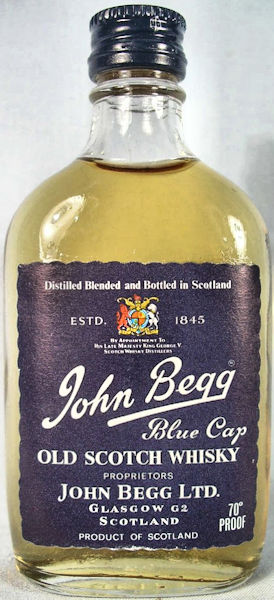 Distilled Blended and Bottled in Scotland
ESTD. 1845
BY APPOINTMENT TO
HIS LATE MAJESTY KING GEORGE V.
SCOTCH WHISKY DISTILLERS
John Begg
Blue Cap
OLD SCOTCH WHISKY
PROPRIETORS
JOHN BEGG LTD.
GLASGOW G2
SCOTLAND
70° PROOF
PRODUCT OF SCOTLAND